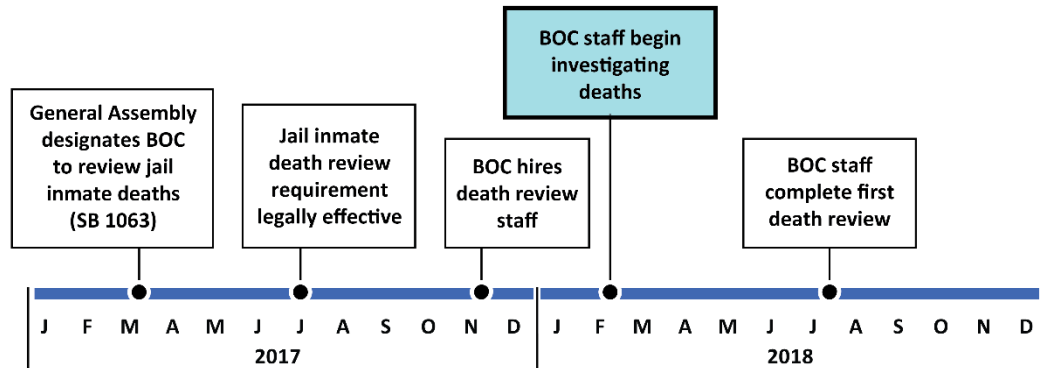 BOC staff begin
investigating
deaths
General Assembly
designates BOC
to review jail
inmate deaths
(SB 1063)
Jail inmate
death review
requirement
legally effective
BOC hires
death review
staff
BOC staff
complete first
death review
J F M A M J J A S O N D J F M A M J J A S O N D
2017 2018